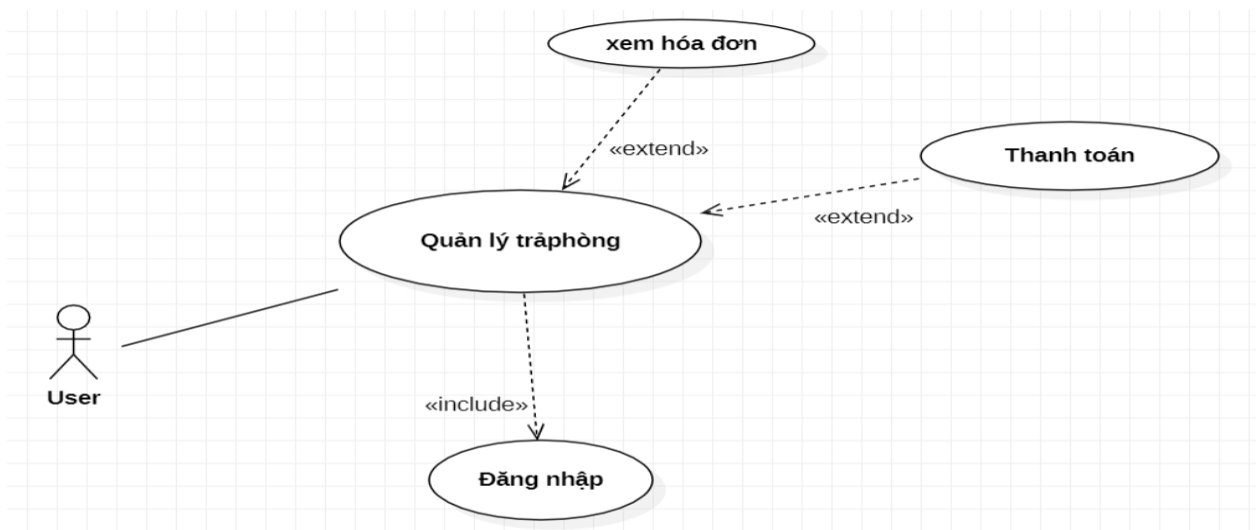 xem hóa đơn
«extend»
Thanh toán
«extend»
Quản lý trảphòng
User
«include»
Đăng nhập